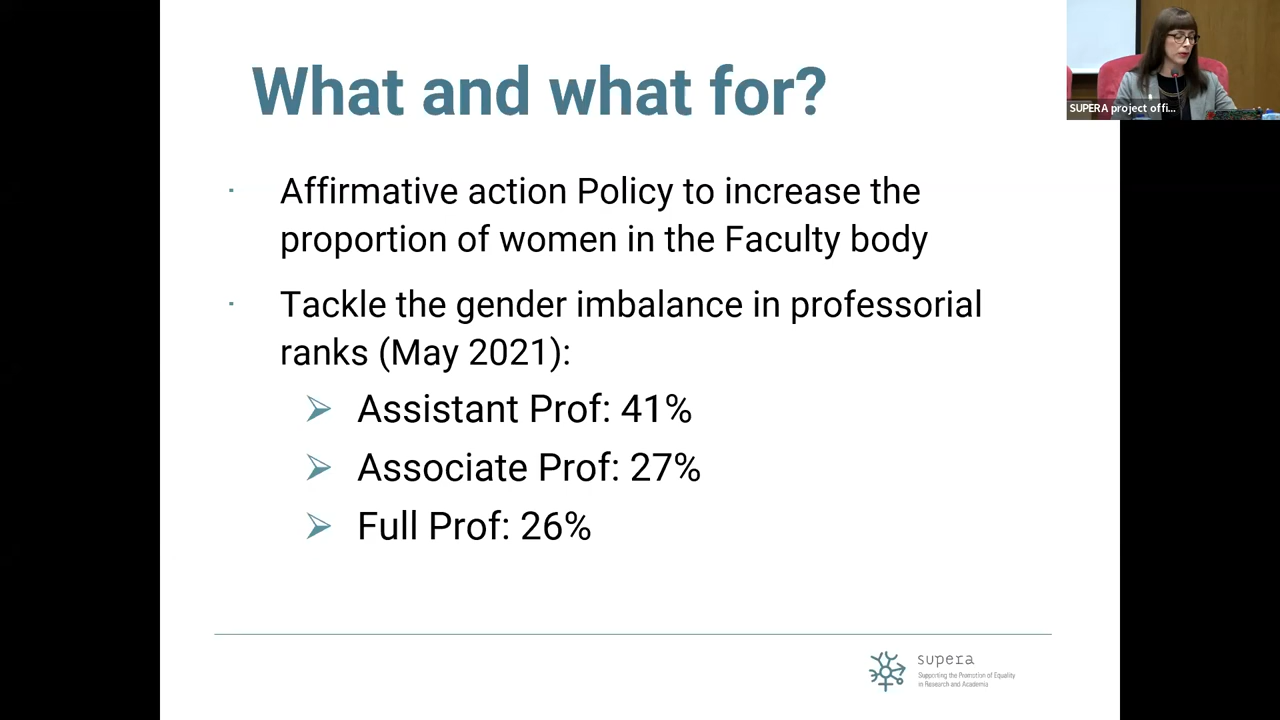 What and what for?
SUPERA project offi...
Affirmative action Policy to increase the
proportion of women in the Faculty body
Tackle the gender imbalance in professorial
ranks (May 2021):
Assistant Prof: 41%
Associate Prof: 27%
Full Prof: 26%
supera
Supporting the Promotion of Equality
in Research and Academia